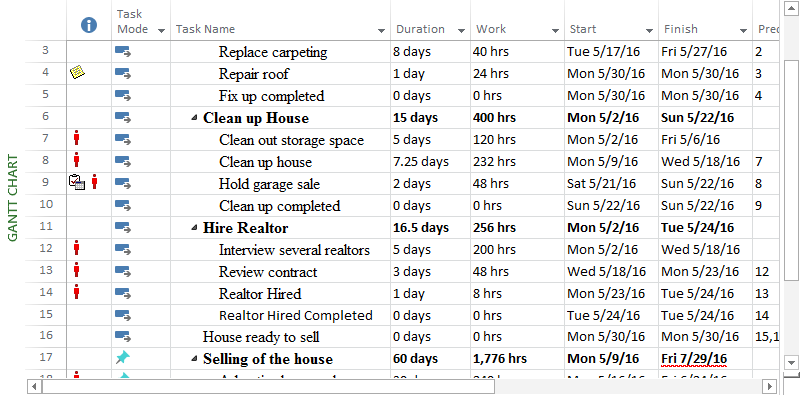 Task Mode Task Name Duration Work Start Finish Pred
3 Replace carpeting 8 days 40 hrs Tue 5/17/16 Fri 5/27/16 2
4 Repair roof 1 day 24 hrs Mon 5/30/16 Mon 5/30/16 3
5 Fix up completed 0 days 0 hrs Mon 5/30/16 Mon 5/30/16 4
6 Clean up House 15 days 400 hrs Mon 5/2/16 Sun 5/22/16
7 Clean out storage space 5 days 120 hrs Mon 5/2/16 Fri 5/6/16
8 Clean up house 7.25 days 232 hrs Mon 5/9/16 Wed 5/18/16 7
9 Hold garage sale 2 days 48 hrs Sat 5/21/16 Sun 5/22/16 8
10 Clean up completed 0 days 0 hrs Sun 5/22/16 Sun 5/22/16 9
11 Hire Realtor 16.5 days 256 hrs Mon 5/2/16 Tue 5/24/16
12 Interview several realtors 5 days 200 hrs Mon 5/2/16 Wed 5/18/16
13 Review contract 3 days 48 hrs Wed 5/18/16 Mon 5/23/16 12
14 Realtor Hired 1 day 8 hrs Mon 5/23/16 Tue 5/24/16 13
15 Realtor Hired Completed 0 days 0 hrs Tue 5/24/16 Tue 5/24/16 14
16 House ready to sell 0 days 0 hrs Mon 5/30/16 Mon 5/30/16 15,1
17 Selling of the house 60 days 1,776 hrs Mon 5/9/16 Fri 7/29/16
GANTT CHART